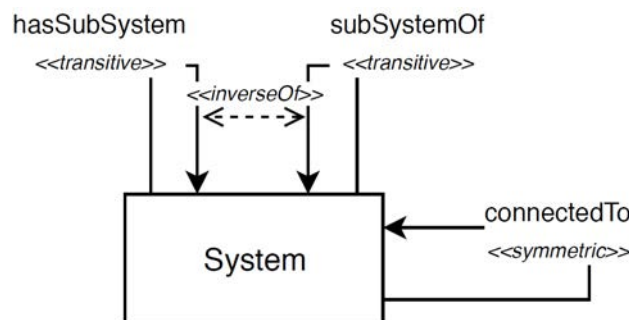 hasSubSystem
subSystemOf
<<transitive>>
<<transitive>>
<<inverseOf>>
connectedTo
<<symmetric>>
System